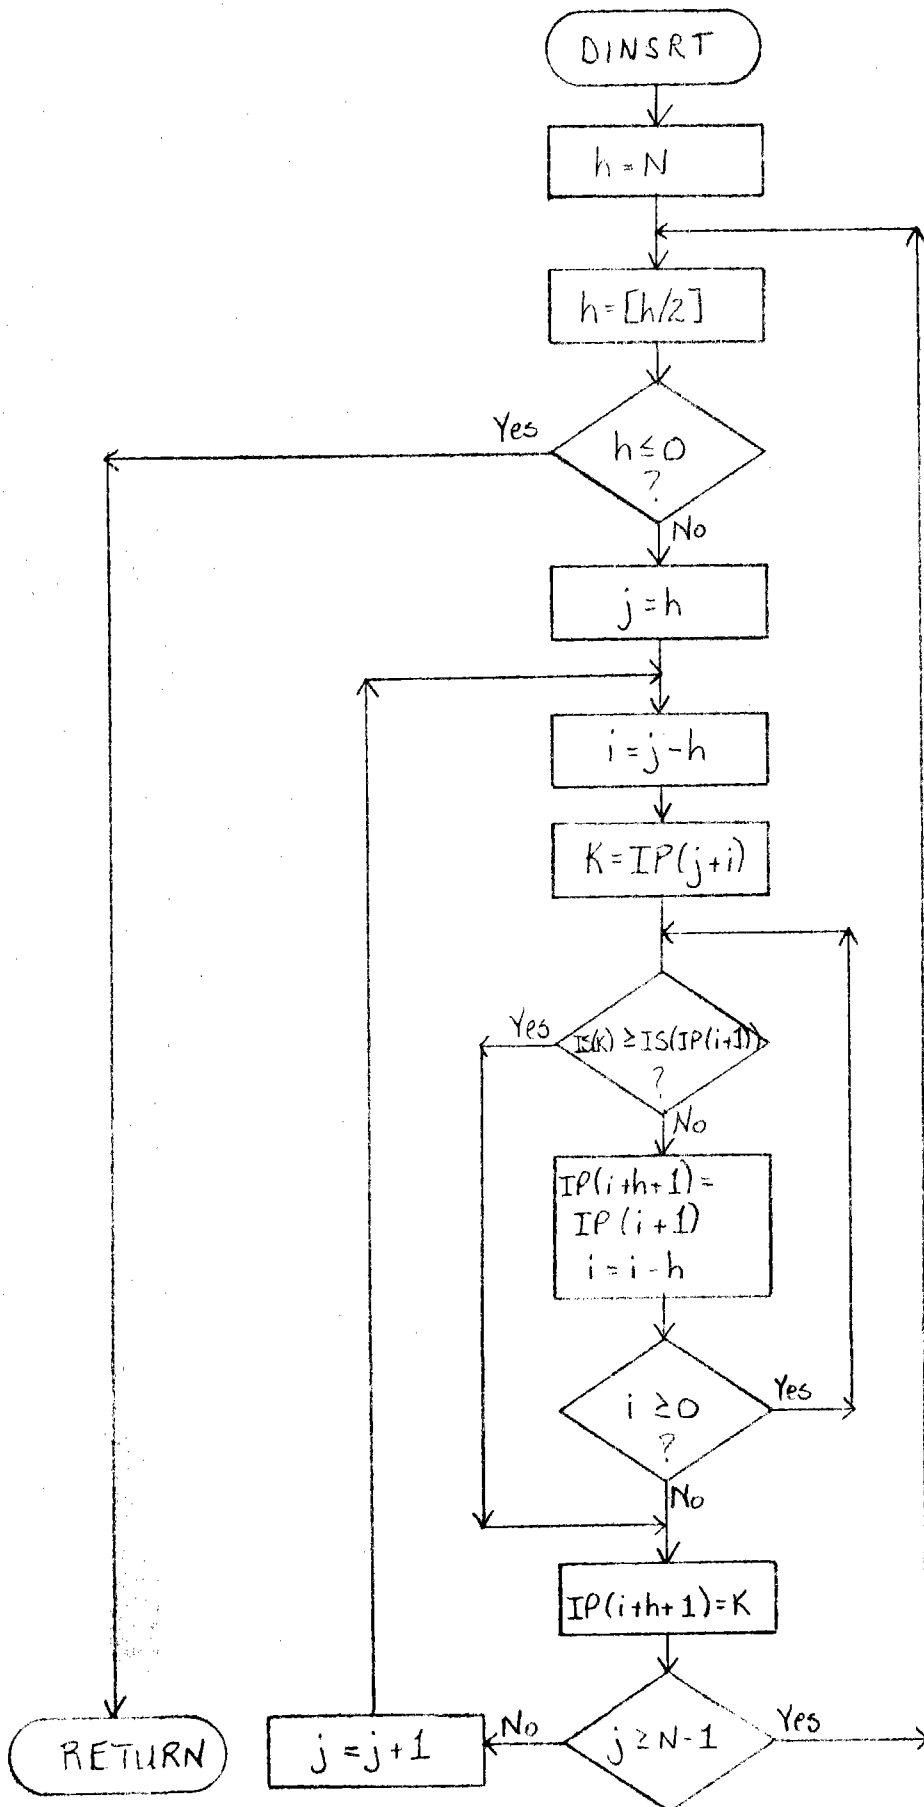 DINSRT
h=N
h=[h/2]
Yes
h≤0
?
No
j=h
i=j-h
K=IP(j+i)
Yes
IS(K)≥IS(IP(i+1))
?
No
IP(i+h+1)=
IP(i+1)
i=i-h
i≥0
Yes
?
No
IP(i+h+1)=K
RETURN
j=j+1
No
j≥N-1
Yes